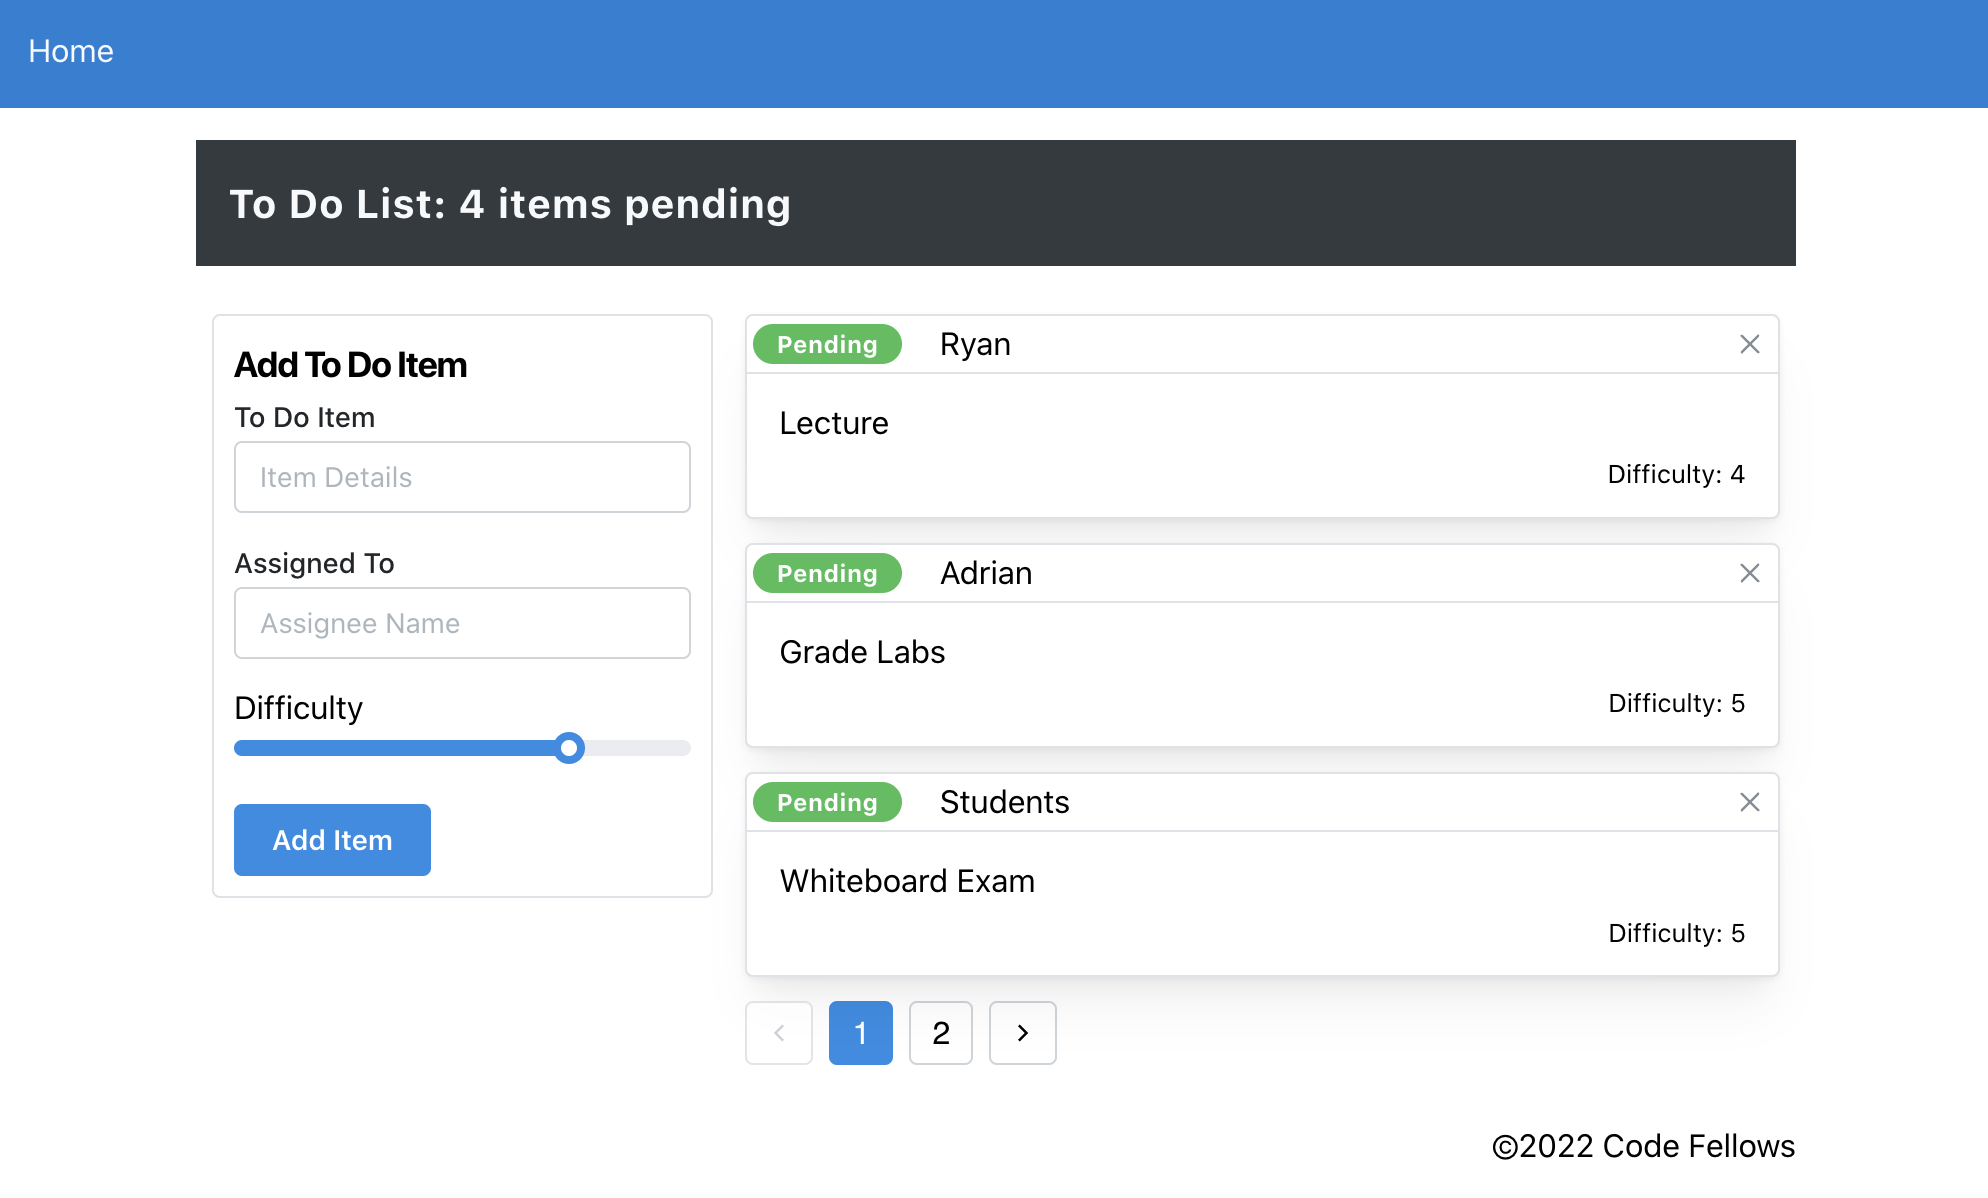 Home
To Do List: 4 items pending
Add To Do Item
To Do Item
Item Details
Assigned To
Assignee Name
Difficulty
Add Item
Pending Ryan
Lecture
Difficulty: 4
Pending Adrian
Grade Labs
Difficulty: 5
Pending Students
Whiteboard Exam
Difficulty: 5
1 2
©2022 Code Fellows